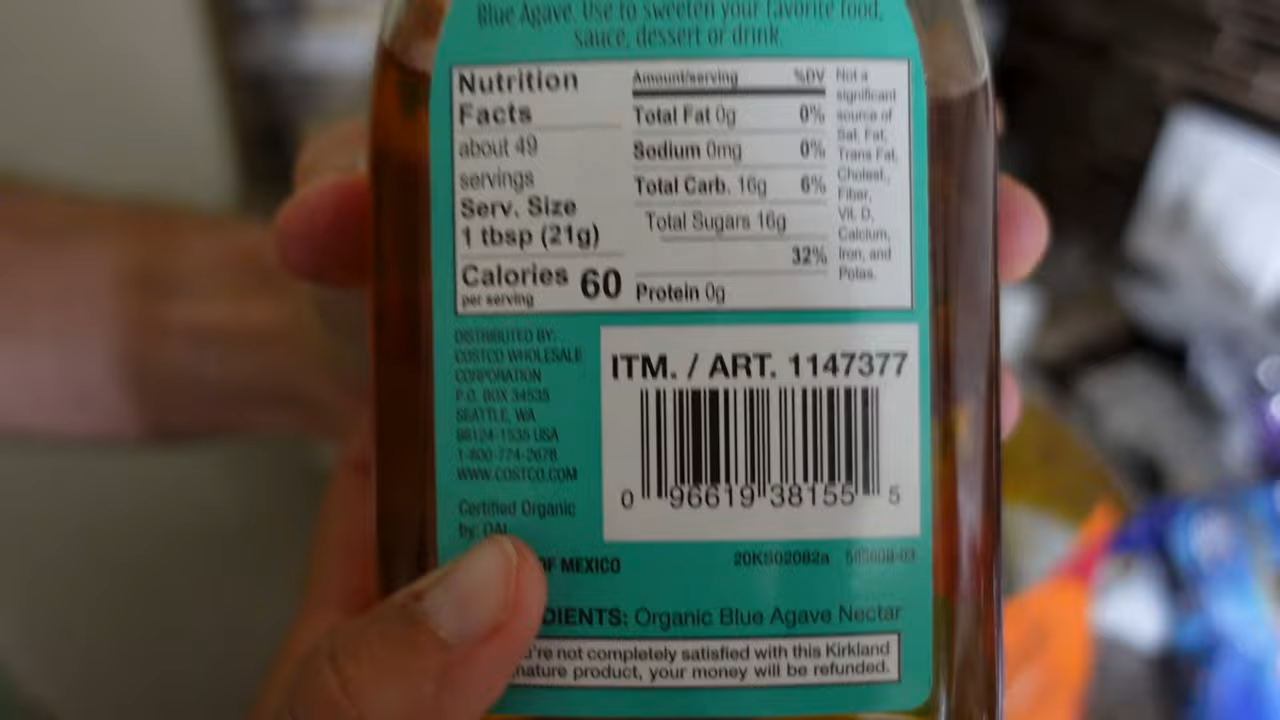 Blue Agave. Use to sweeten your favorite food,
sauce, dessert or drink.
Nutrition
Facts
about 49
servings
Serv. Size
1 tbsp (21g)
Calories 60
per serving
Amount/serving %DV
Total Fat 0g 0%
Sodium 0mg 0%
Total Carb. 16g 6%
Total Sugars 16g
32%
Protein 0g
Not a
significant
source of
Sat. Fat,
Trans Fat,
Cholest.,
Fiber,
Vit. D,
Calcium,
Iron, and
Potas.
DISTRIBUTED BY:
COSTCO WHOLESALE
CORPORATION
P.O. BOX 34535
SEATTLE, WA
98124-1535 USA
1-800-774-2678
WWW.COSTCO.COM
Certified Organic
by: OAI
ITM. / ART. 1147377
0 96619 38155 5
OF MEXICO
20KS02082a
DIENTS: Organic Blue Agave Nectar
u're not completely satisfied with this Kirkland
nature product, your money will be refunded.